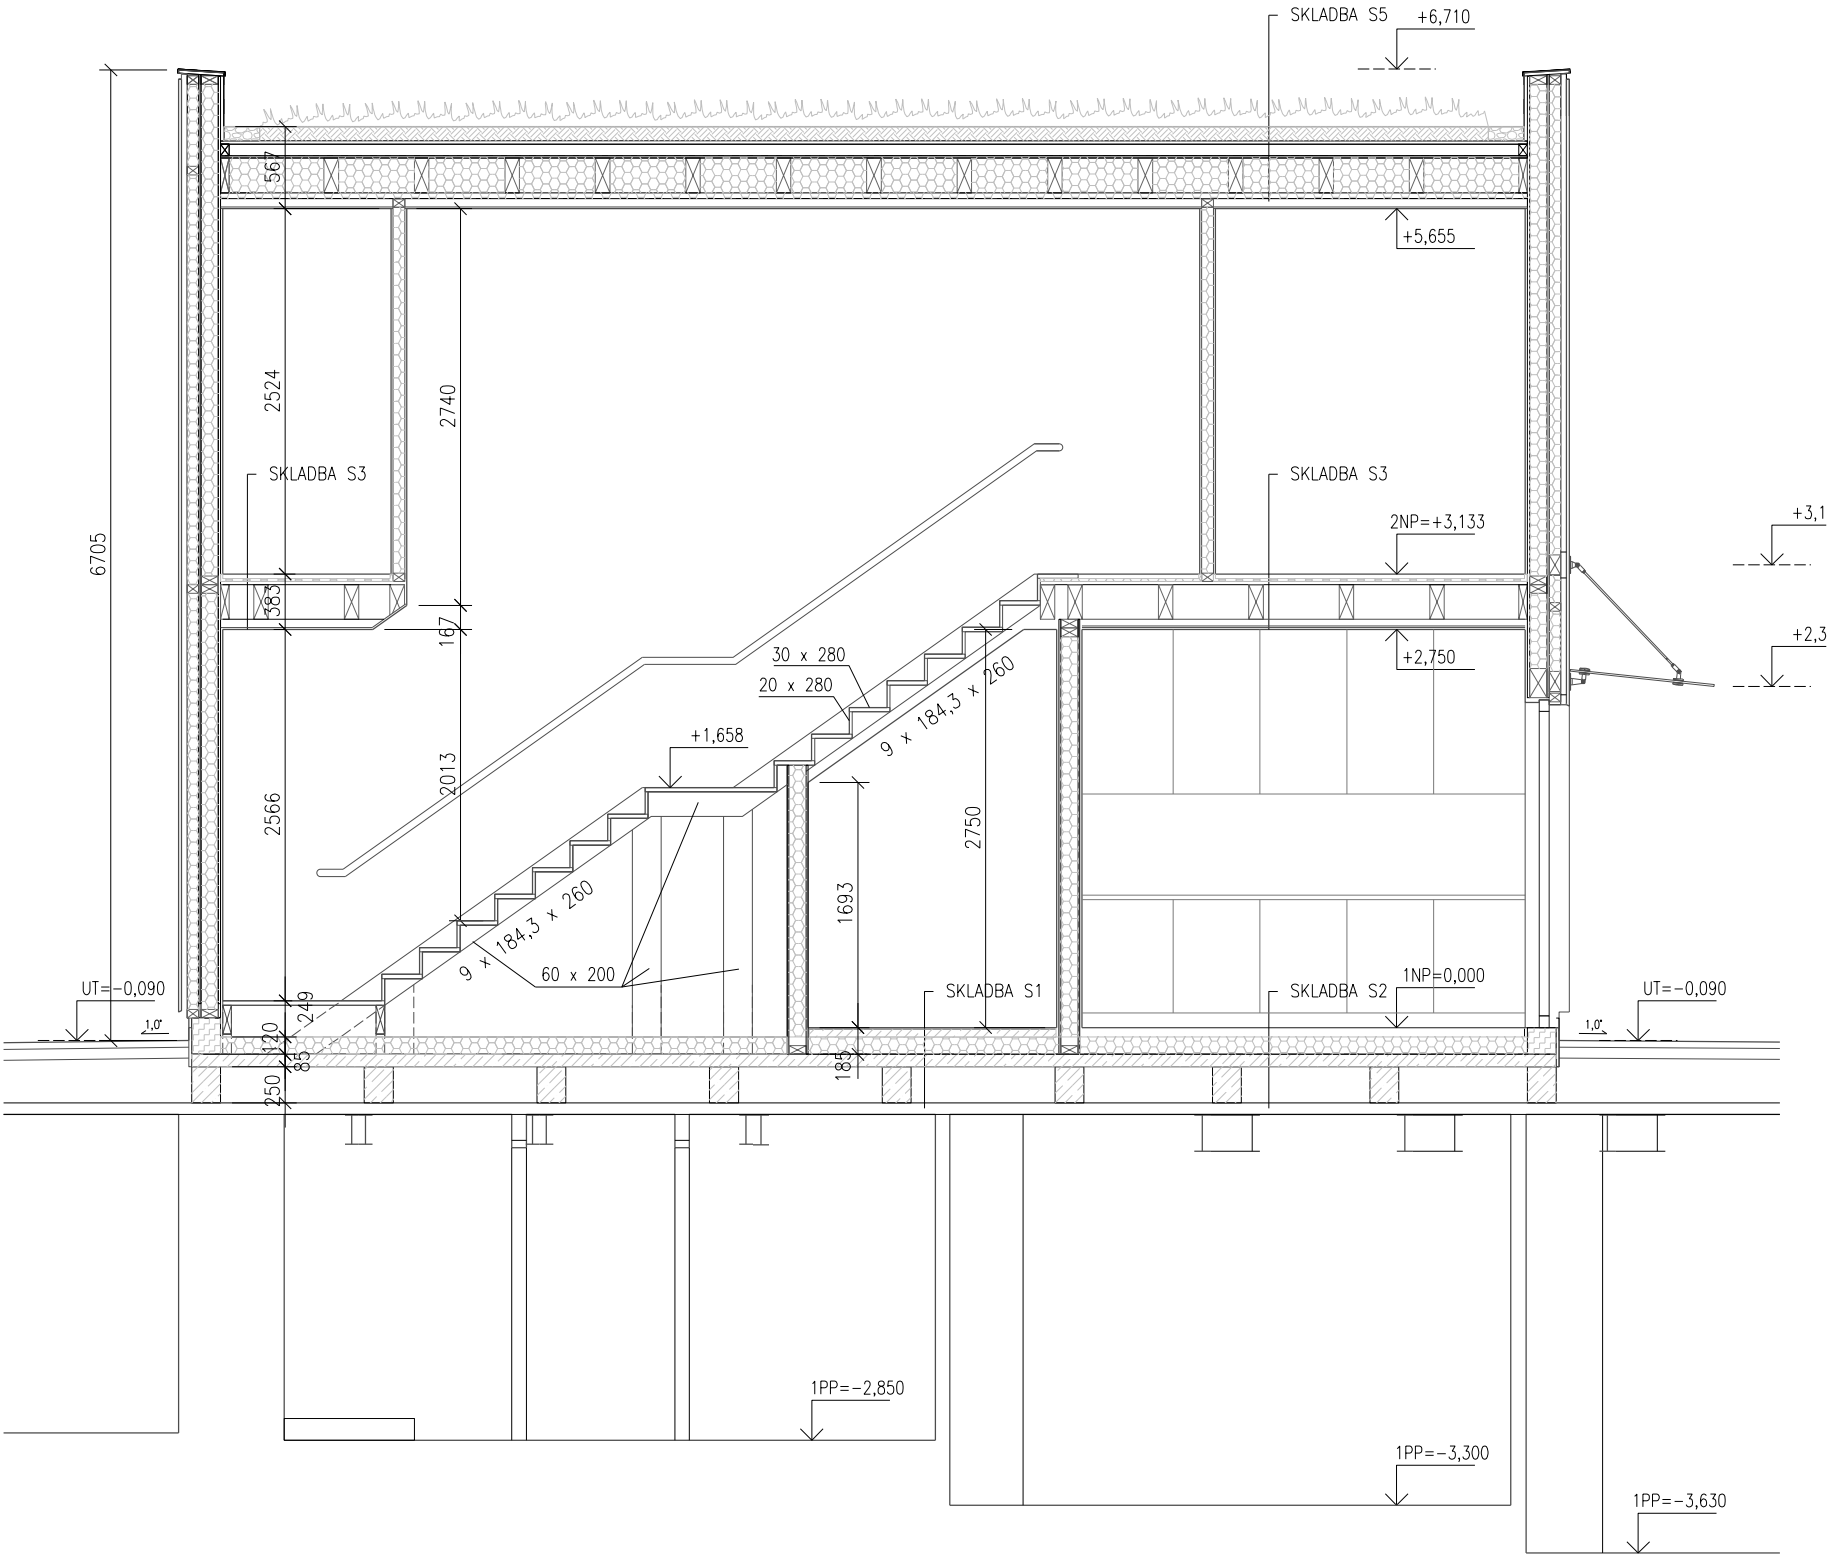 SKLADBA S5
+6,710
567
+5,655
2524
2740
SKLADBA S3
SKLADBA S3
2NP=+3,133
+3,1
6705
383
167
+2,3
30 x 280
20 x 280
+2,750
9 x 184,3 x 260
+1,658
2013
2566
2750
1693
9 x 184,3 x 260
60 x 200
1NP=0,000
UT=-0,090
249
SKLADBA S1
SKLADBA S2
UT=-0,090
1,0°
120
1,0°
85
185
250
1PP=-2,850
1PP=-3,300
1PP=-3,630